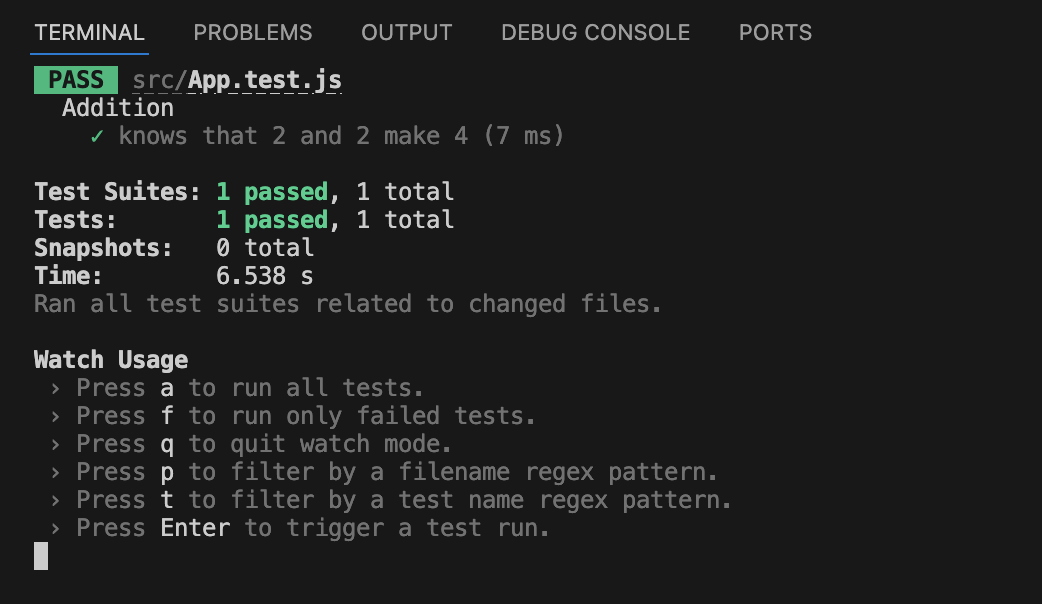 TERMINAL PROBLEMS OUTPUT DEBUG CONSOLE PORTS
PASS src/App.test.js
Addition
✓ knows that 2 and 2 make 4 (7 ms)
Test Suites: 1 passed, 1 total
Tests: 1 passed, 1 total
Snapshots: 0 total
Time: 6.538 s
Ran all test suites related to changed files.
Watch Usage
› Press a to run all tests.
› Press f to run only failed tests.
› Press q to quit watch mode.
› Press p to filter by a filename regex pattern.
› Press t to filter by a test name regex pattern.
› Press Enter to trigger a test run.